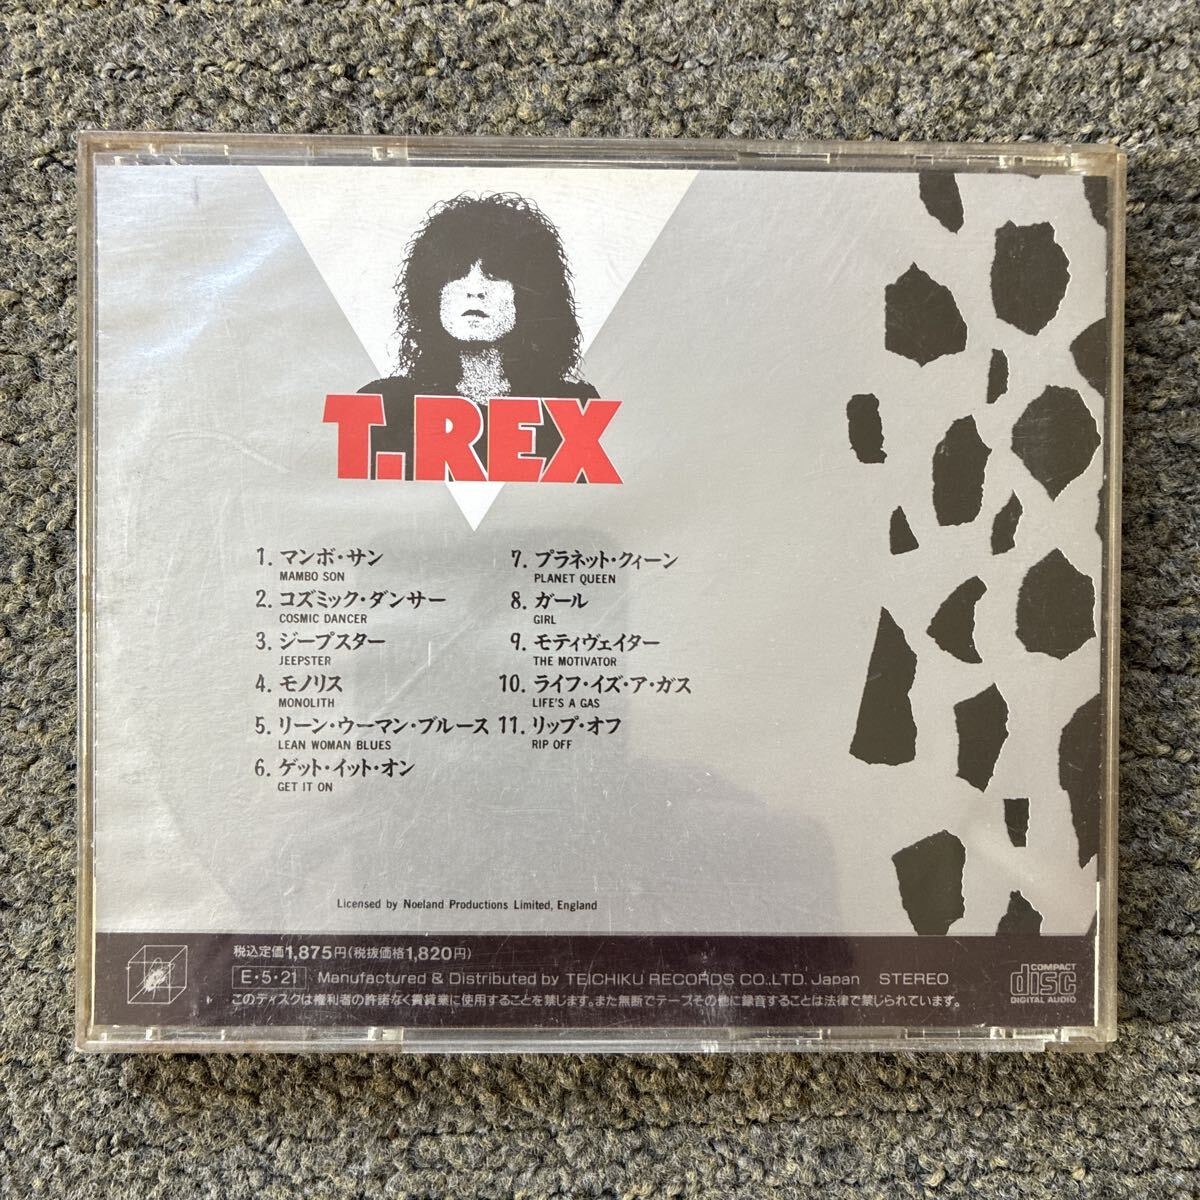 T.REX
1. マンボ・サン
MAMBO SON
2. コズミック・ダンサー
COSMIC DANCER
3. ジープスター
JEEPSTER
4. モノリス
MONOLITH
5. リーン・ウーマン・ブルース
LEAN WOMAN BLUES
6. ゲット・イット・オン
GET IT ON
7. プラネット・クィーン
PLANET QUEEN
8. ガール
GIRL
9. モティヴェイター
THE MOTIVATOR
10. ライフ・イズ・ア・ガス
LIFE'S A GAS
11. リップ・オフ
RIP OFF
Licensed by Noeland Productions Limited, England
税込定価1,875円(税抜価格1,820円)
E・5・21 Manufactured & Distributed by TEICHIKU RECORDS CO.,LTD. Japan STEREO
このディスクは権利者の許諾なく賃貸業に使用することを禁じます。また無断でテープその他に録音することは法律で禁じられています。
COMPACT
disc
DIGITAL AUDIO